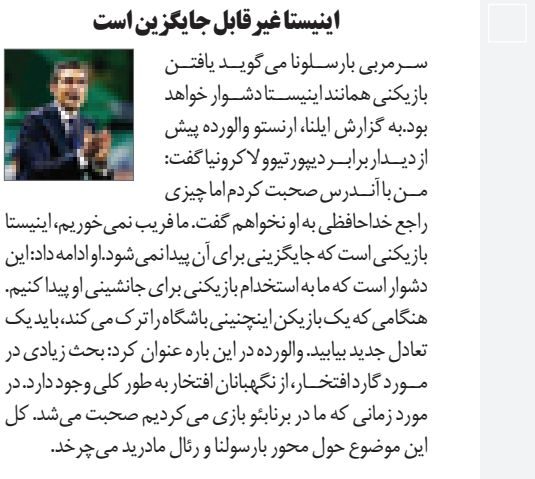 اینیستا غیر قابل جایگزین است
سـرمربی بارسـلونا می‌گویـد یافتـن
بازیکنی همانند اینیسـتا دشـوار خواهد
بود.به گزارش ایلنا، ارنستو والورده پیش
از دیـدار برابـر دیپورتیوو لاکرونیا گفت:
مـن با آنـدرس صحبت کردم اما چیزی
راجع خداحافظی به او نخواهم گفت. ما فریب نمی‌خوریم، اینیستا
بازیکنی است که جایگزینی برای آن پیدا نمی‌شود.او ادامه داد: این
دشوار است که ما به استخدام بازیکنی برای جانشینی او پیدا کنیم.
هنگامی که یک بازیکن اینچنینی باشگاه را ترک می‌کند، باید یک
تعادل جدید بیابید. والورده در این باره عنوان کرد: بحث زیادی در
مـورد گارد افتخـار، از نگهبانان افتخار به طور کلی وجود دارد. در
مورد زمانی که ما در برنابئو بازی می‌کردیم صحبت می‌شد. کل
این موضوع حول محور بارسولنا و رئال مادرید می‌چرخد.